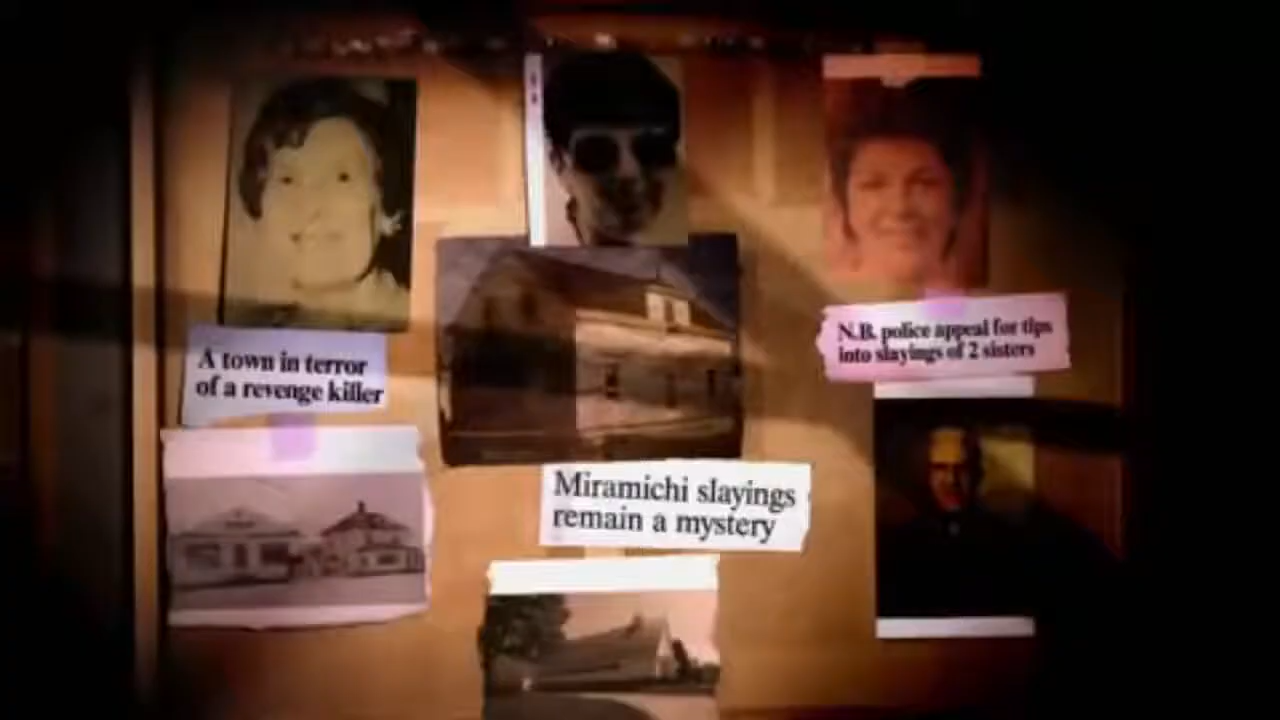 N.B. police appeal for tips
into slayings of 2 sisters
A town in terror
of a revenge killer
Miramichi slayings
remain a mystery